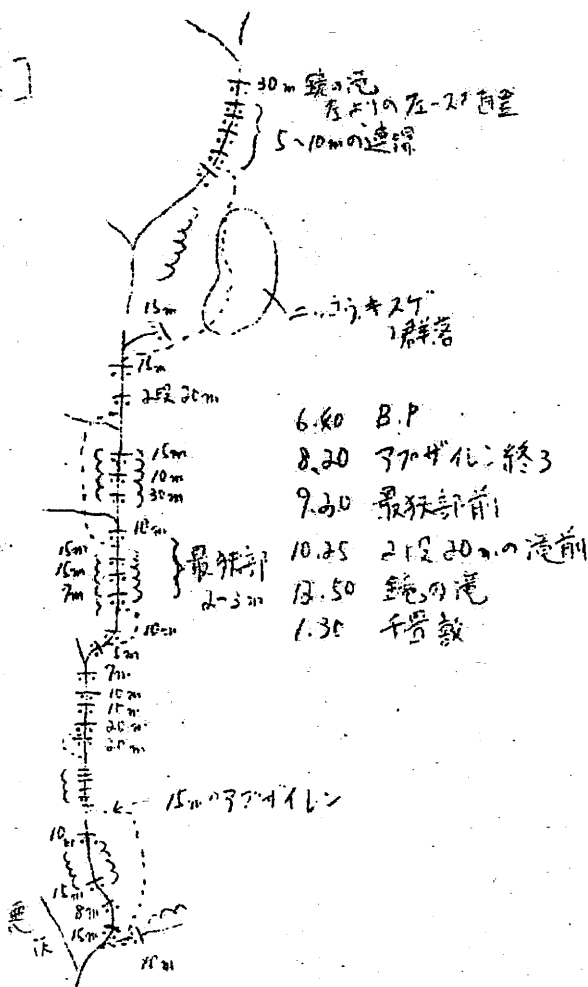 30m 鏡の滝
左よりのフェースを直登
5~10mの連瀑
ニッコウキスゲ
群落
15m
15m
2段20m
15m
10m
30m
10m
15m
15m
7m
最狭部
2~3m
10m
5m
7m
10m
15m
20m
20m
15mのアプザイレン
10m
15m
8m
15m
15m
悪沢
6.40 B.P
8.20 アプザイレン終了
9.20 最狭部前
10.25 2段20mの滝前
12.50 鏡の滝
1.30 千畳敷